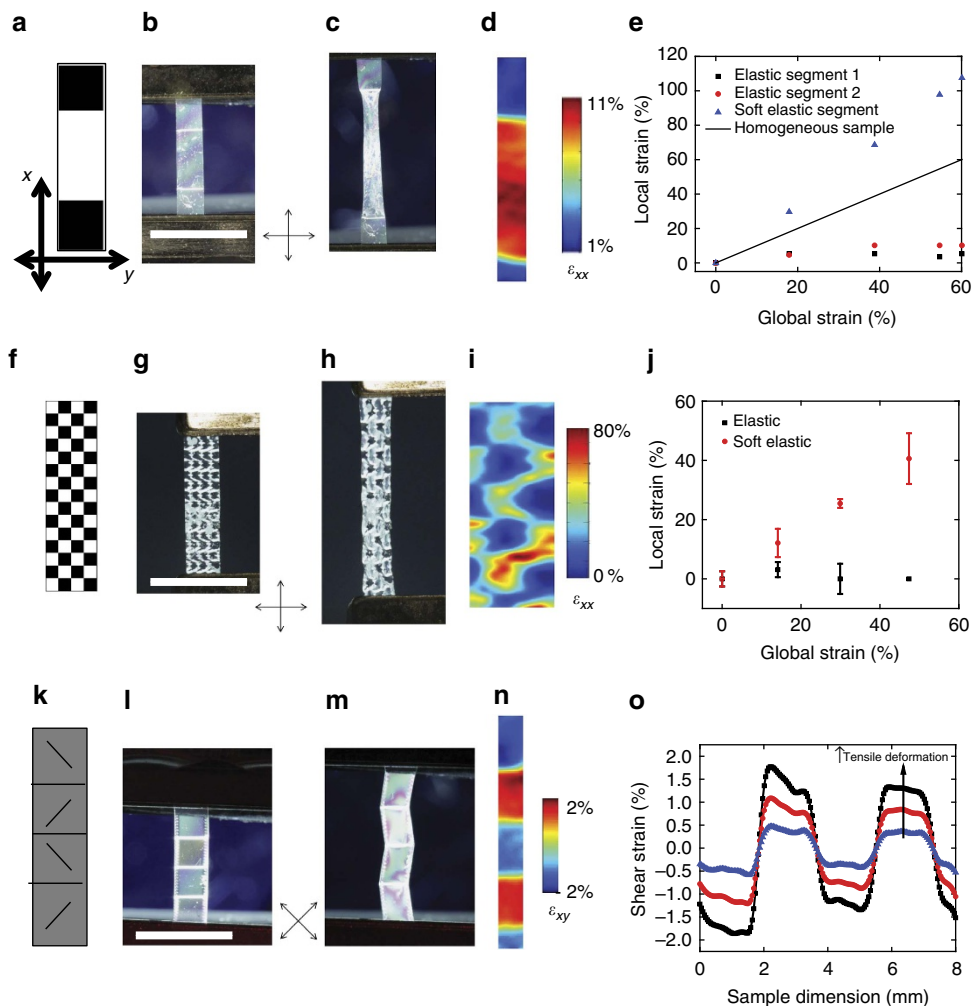 a
b
c
d
e
x
y
11%
1%
εxx
Elastic segment 1
Elastic segment 2
Soft elastic segment
Homogeneous sample
Local strain (%)
120
100
80
60
40
20
0
0
20
40
60
Global strain (%)
f
g
h
i
j
80%
0%
εxx
Elastic
Soft elastic
Local strain (%)
60
40
20
0
0
20
40
60
Global strain (%)
k
l
m
n
o
2%
2%
εxy
Tensile deformation
Shear strain (%)
2.0
1.5
1.0
0.5
0.0
−0.5
−1.0
−1.5
−2.0
0
2
4
6
8
Sample dimension (mm)